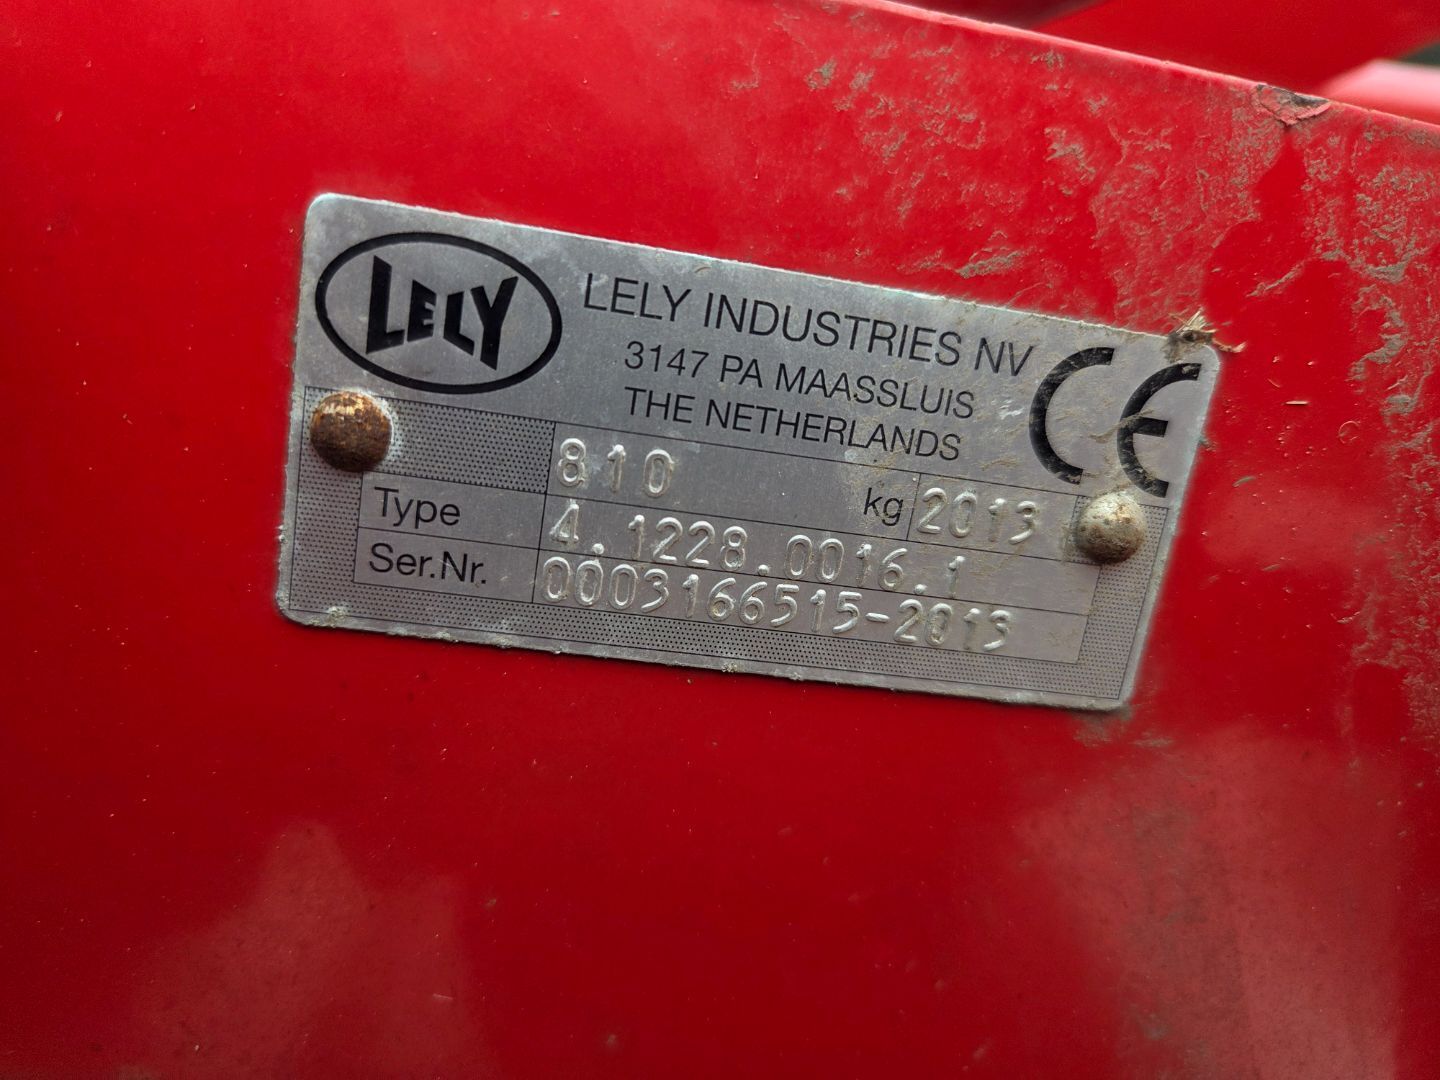 LELY
LELY INDUSTRIES NV
3147 PA MAASSLUIS
THE NETHERLANDS
CE
810 kg 2013
Type 4.1228.0016.1
Ser.Nr. 0003166515-2013